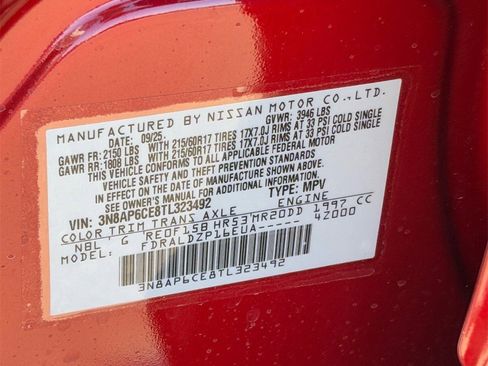 MANUFACTURED BY NISSAN MOTOR CO.,LTD.
DATE: 09/25 GVWR: 3946 LBS
GAWR FR: 2150 LBS WITH 215/60R17 TIRES 17X7.0J RIMS AT 33 PSI COLD SINGLE
GAWR RR: 1808 LBS WITH 215/60R17 TIRES 17X7.0J RIMS AT 33 PSI COLD SINGLE
THIS VEHICLE CONFORMS TO ALL APPLICABLE FEDERAL MOTOR
VEHICLE SAFETY AND THEFT PREVENTION STANDARDS
IN EFFECT ON THE DATE OF MANUFACTURE SHOWN ABOVE.
SEE OWNER'S MANUAL FOR ADDITIONAL INFORMATION
VIN: 3N8AP6CE8TL323492 TYPE: MPV
COLOR TRIM TRANS AXLE ENGINE
NBL G RE0F15B HR53 MR20DD 1997 CC
MODEL: FDRALDZP16EUA----- 4Z000
3N8AP6CE8TL323492